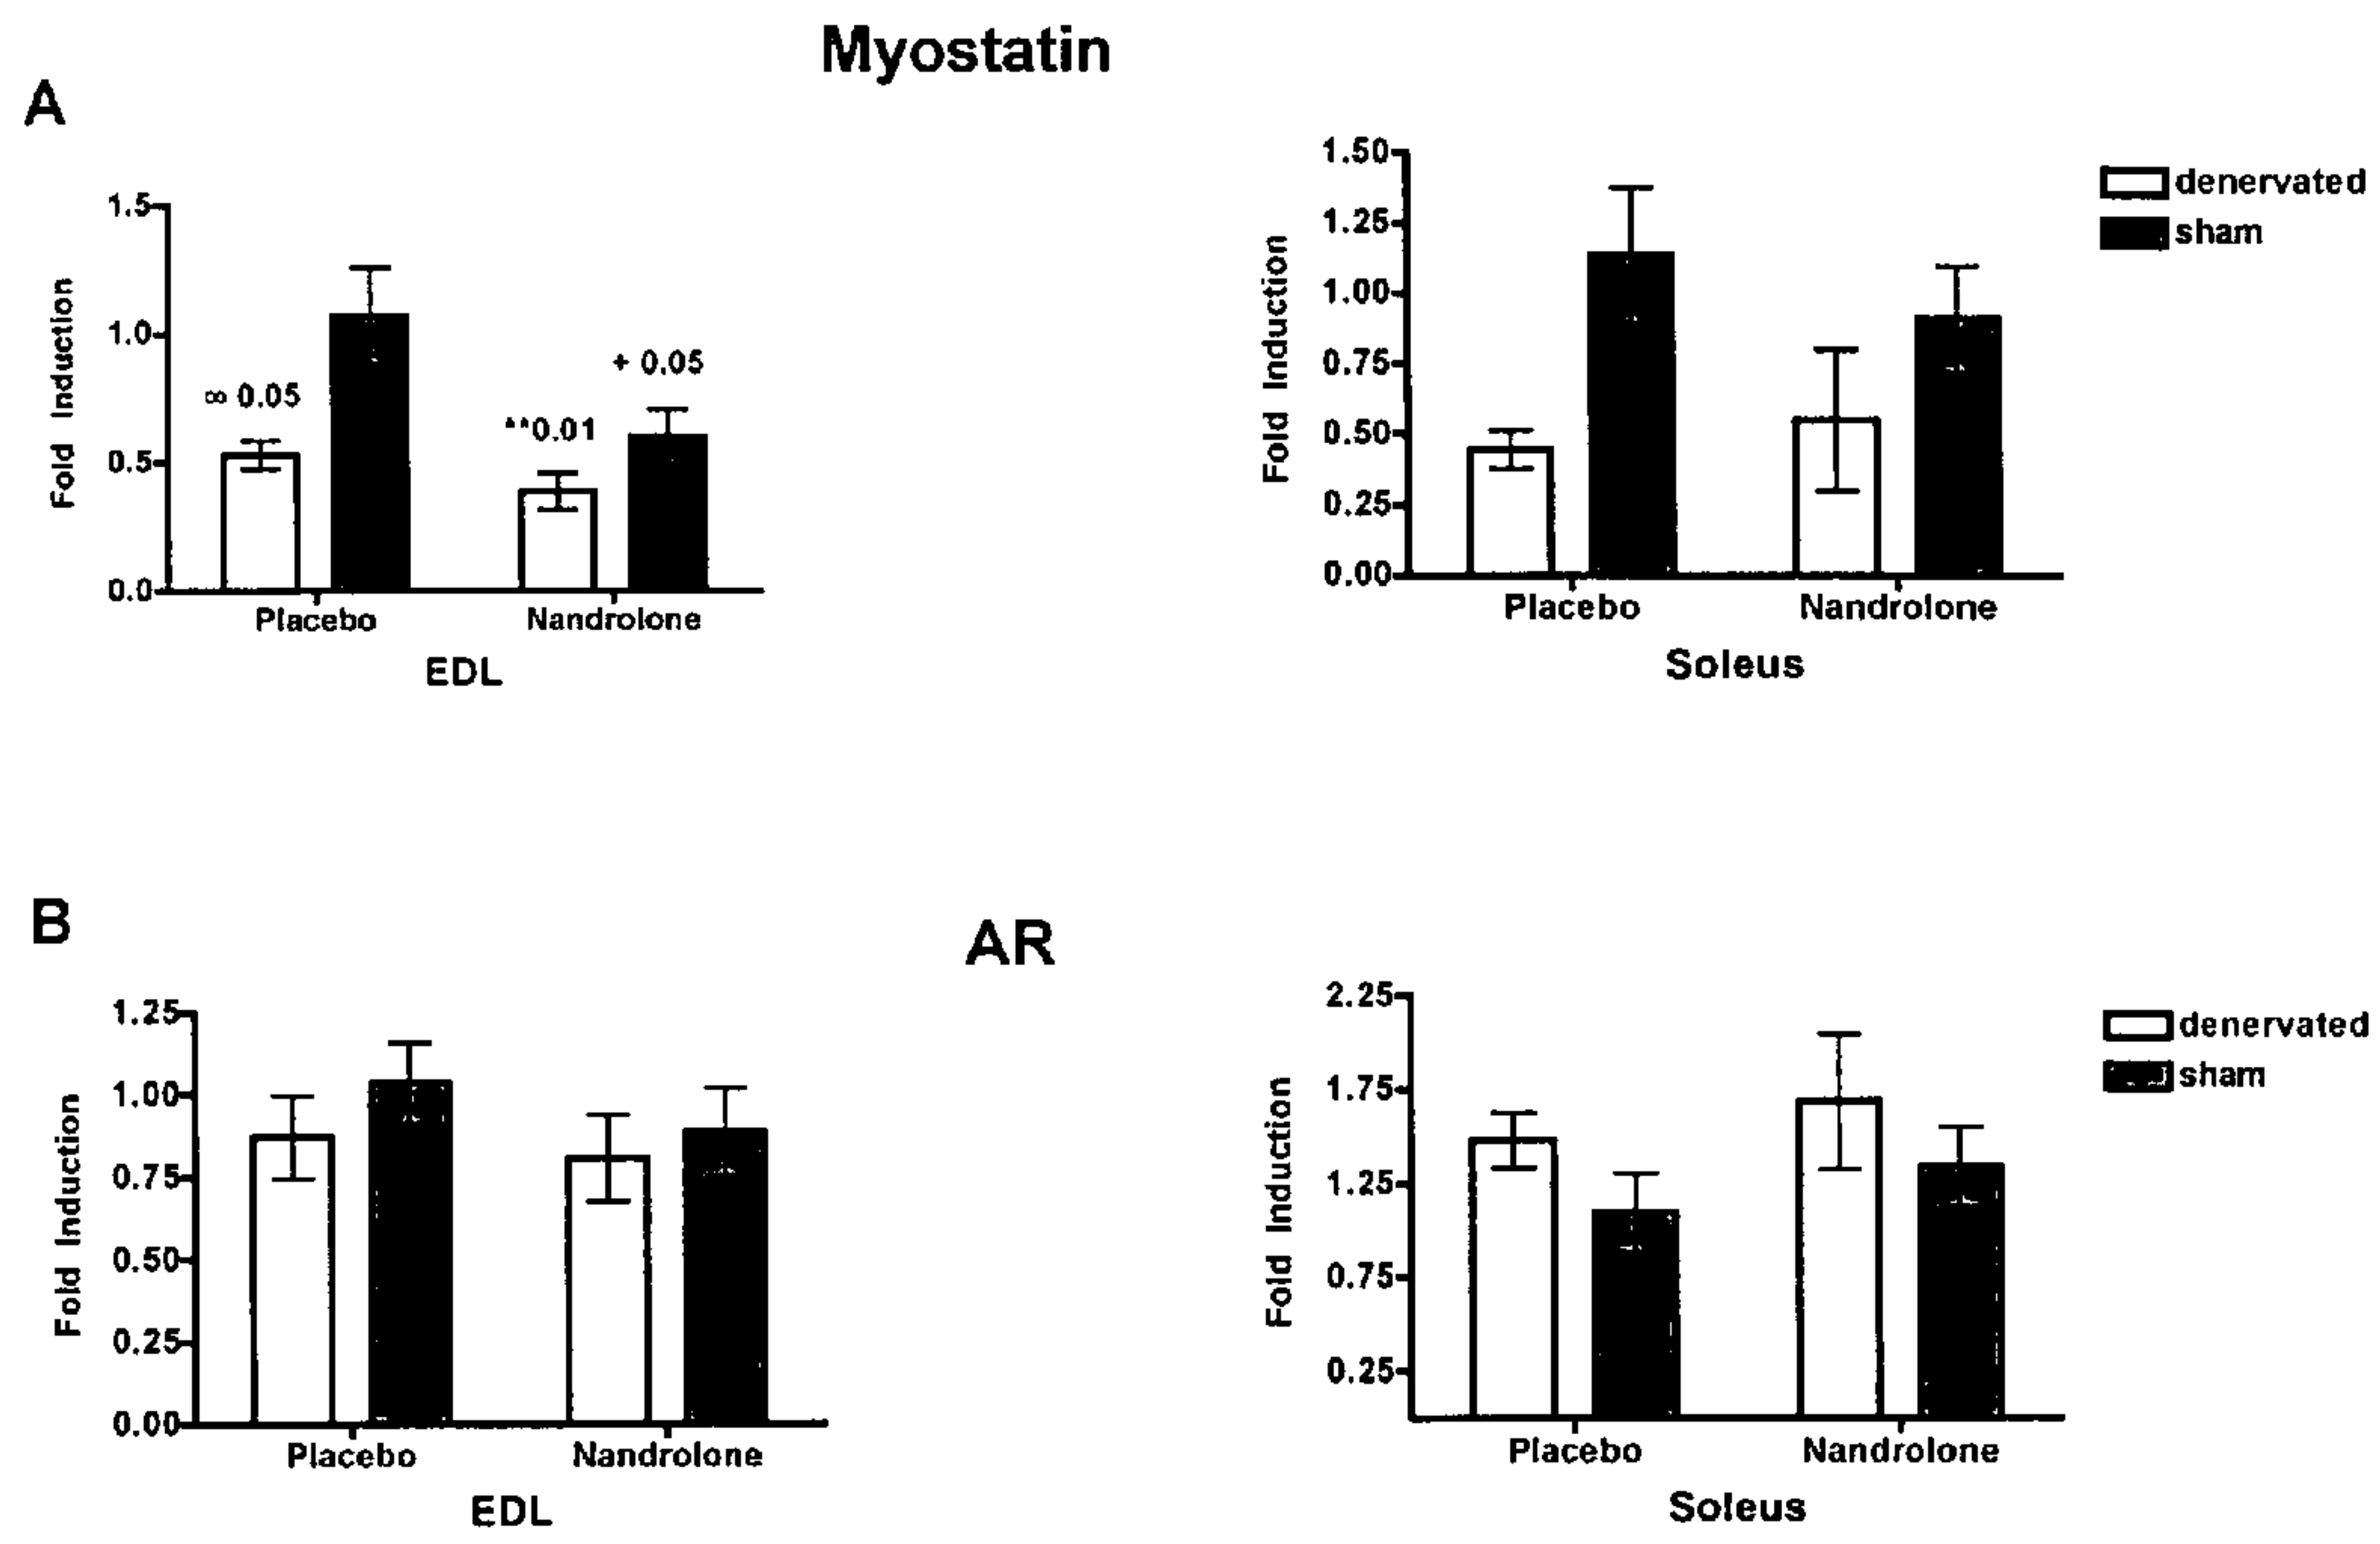 Myostatin
A
Fold Induction
1.5
1.0
0.5
0.0
∞ 0.05
**0.01
+ 0.05
Placebo
Nandrolone
EDL
Fold Induction
1.50
1.25
1.00
0.75
0.50
0.25
0.00
Placebo
Nandrolone
Soleus
denervated
sham
B
AR
Fold Induction
1.25
1.00
0.75
0.50
0.25
0.00
Placebo
Nandrolone
EDL
Fold Induction
2.25
1.75
1.25
0.75
0.25
Placebo
Nandrolone
Soleus
denervated
sham